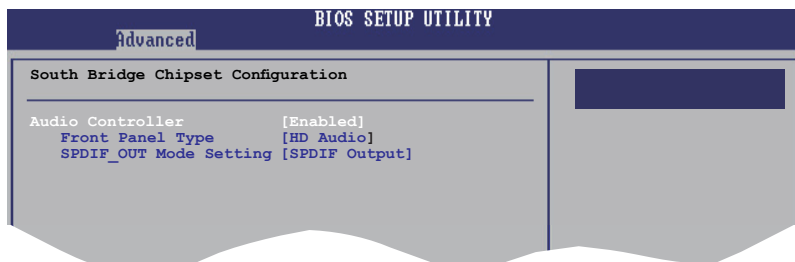 BIOS SETUP UTILITY
Advanced
South Bridge Chipset Configuration
Audio Controller [Enabled]
Front Panel Type [HD Audio]
SPDIF_OUT Mode Setting [SPDIF Output]